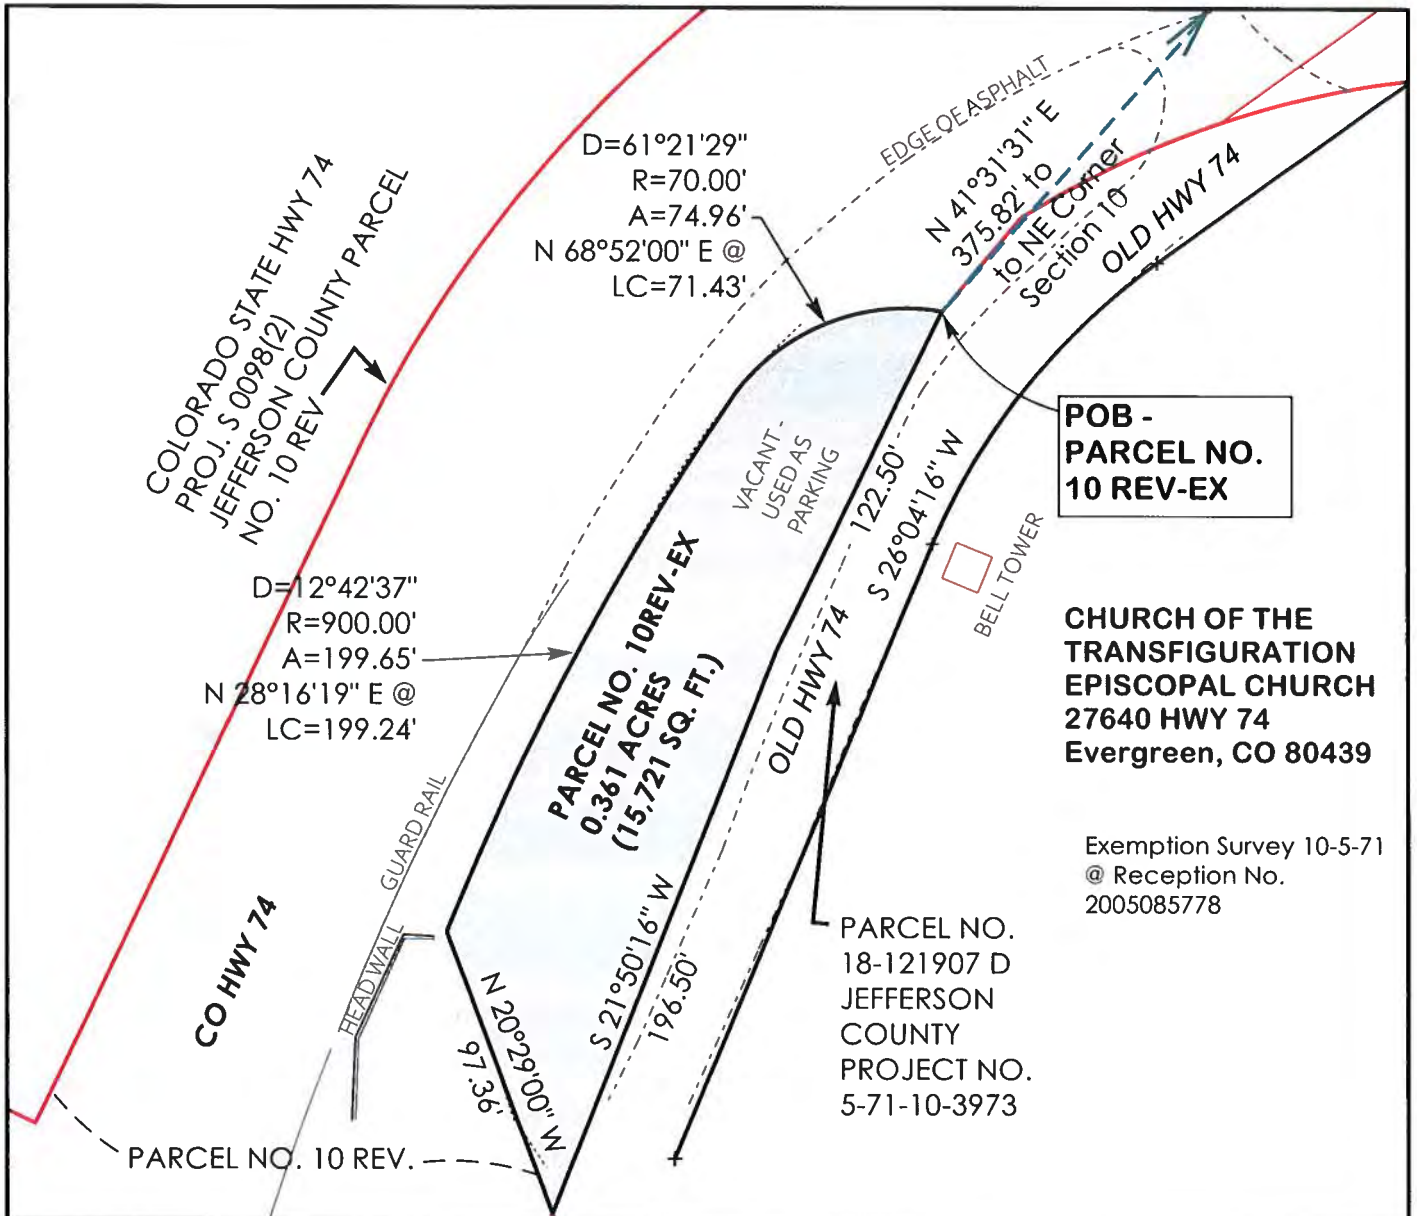 COLORADO STATE HWY 74
PROJ. S 0098(2)
JEFFERSON COUNTY PARCEL
NO. 10 REV
D=61°21'29"
R=70.00'
A=74.96'
N 68°52'00" E @
LC=71.43'
EDGE OF ASPHALT
N 41°31'31" E
375.82' to
to NE Corner
Section 10
OLD HWY 74
POB -
PARCEL NO.
10 REV-EX
VACANT -
USED AS
PARKING
122.50'
S 26°04'16" W
BELL TOWER
D=12°42'37"
R=900.00'
A=199.65'
N 28°16'19" E @
LC=199.24'
PARCEL NO. 10REV-EX
0.361 ACRES
(15,721 SQ. FT.)
OLD HWY 74
CHURCH OF THE
TRANSFIGURATION
EPISCOPAL CHURCH
27640 HWY 74
Evergreen, CO 80439
Exemption Survey 10-5-71
@ Reception No.
2005085778
GUARD RAIL
HEAD WALL
CO HWY 74
S 21°50'16" W
196.50'
N 20°29'00" W
97.36'
PARCEL NO.
18-121907 D
JEFFERSON
COUNTY
PROJECT NO.
5-71-10-3973
PARCEL NO. 10 REV.